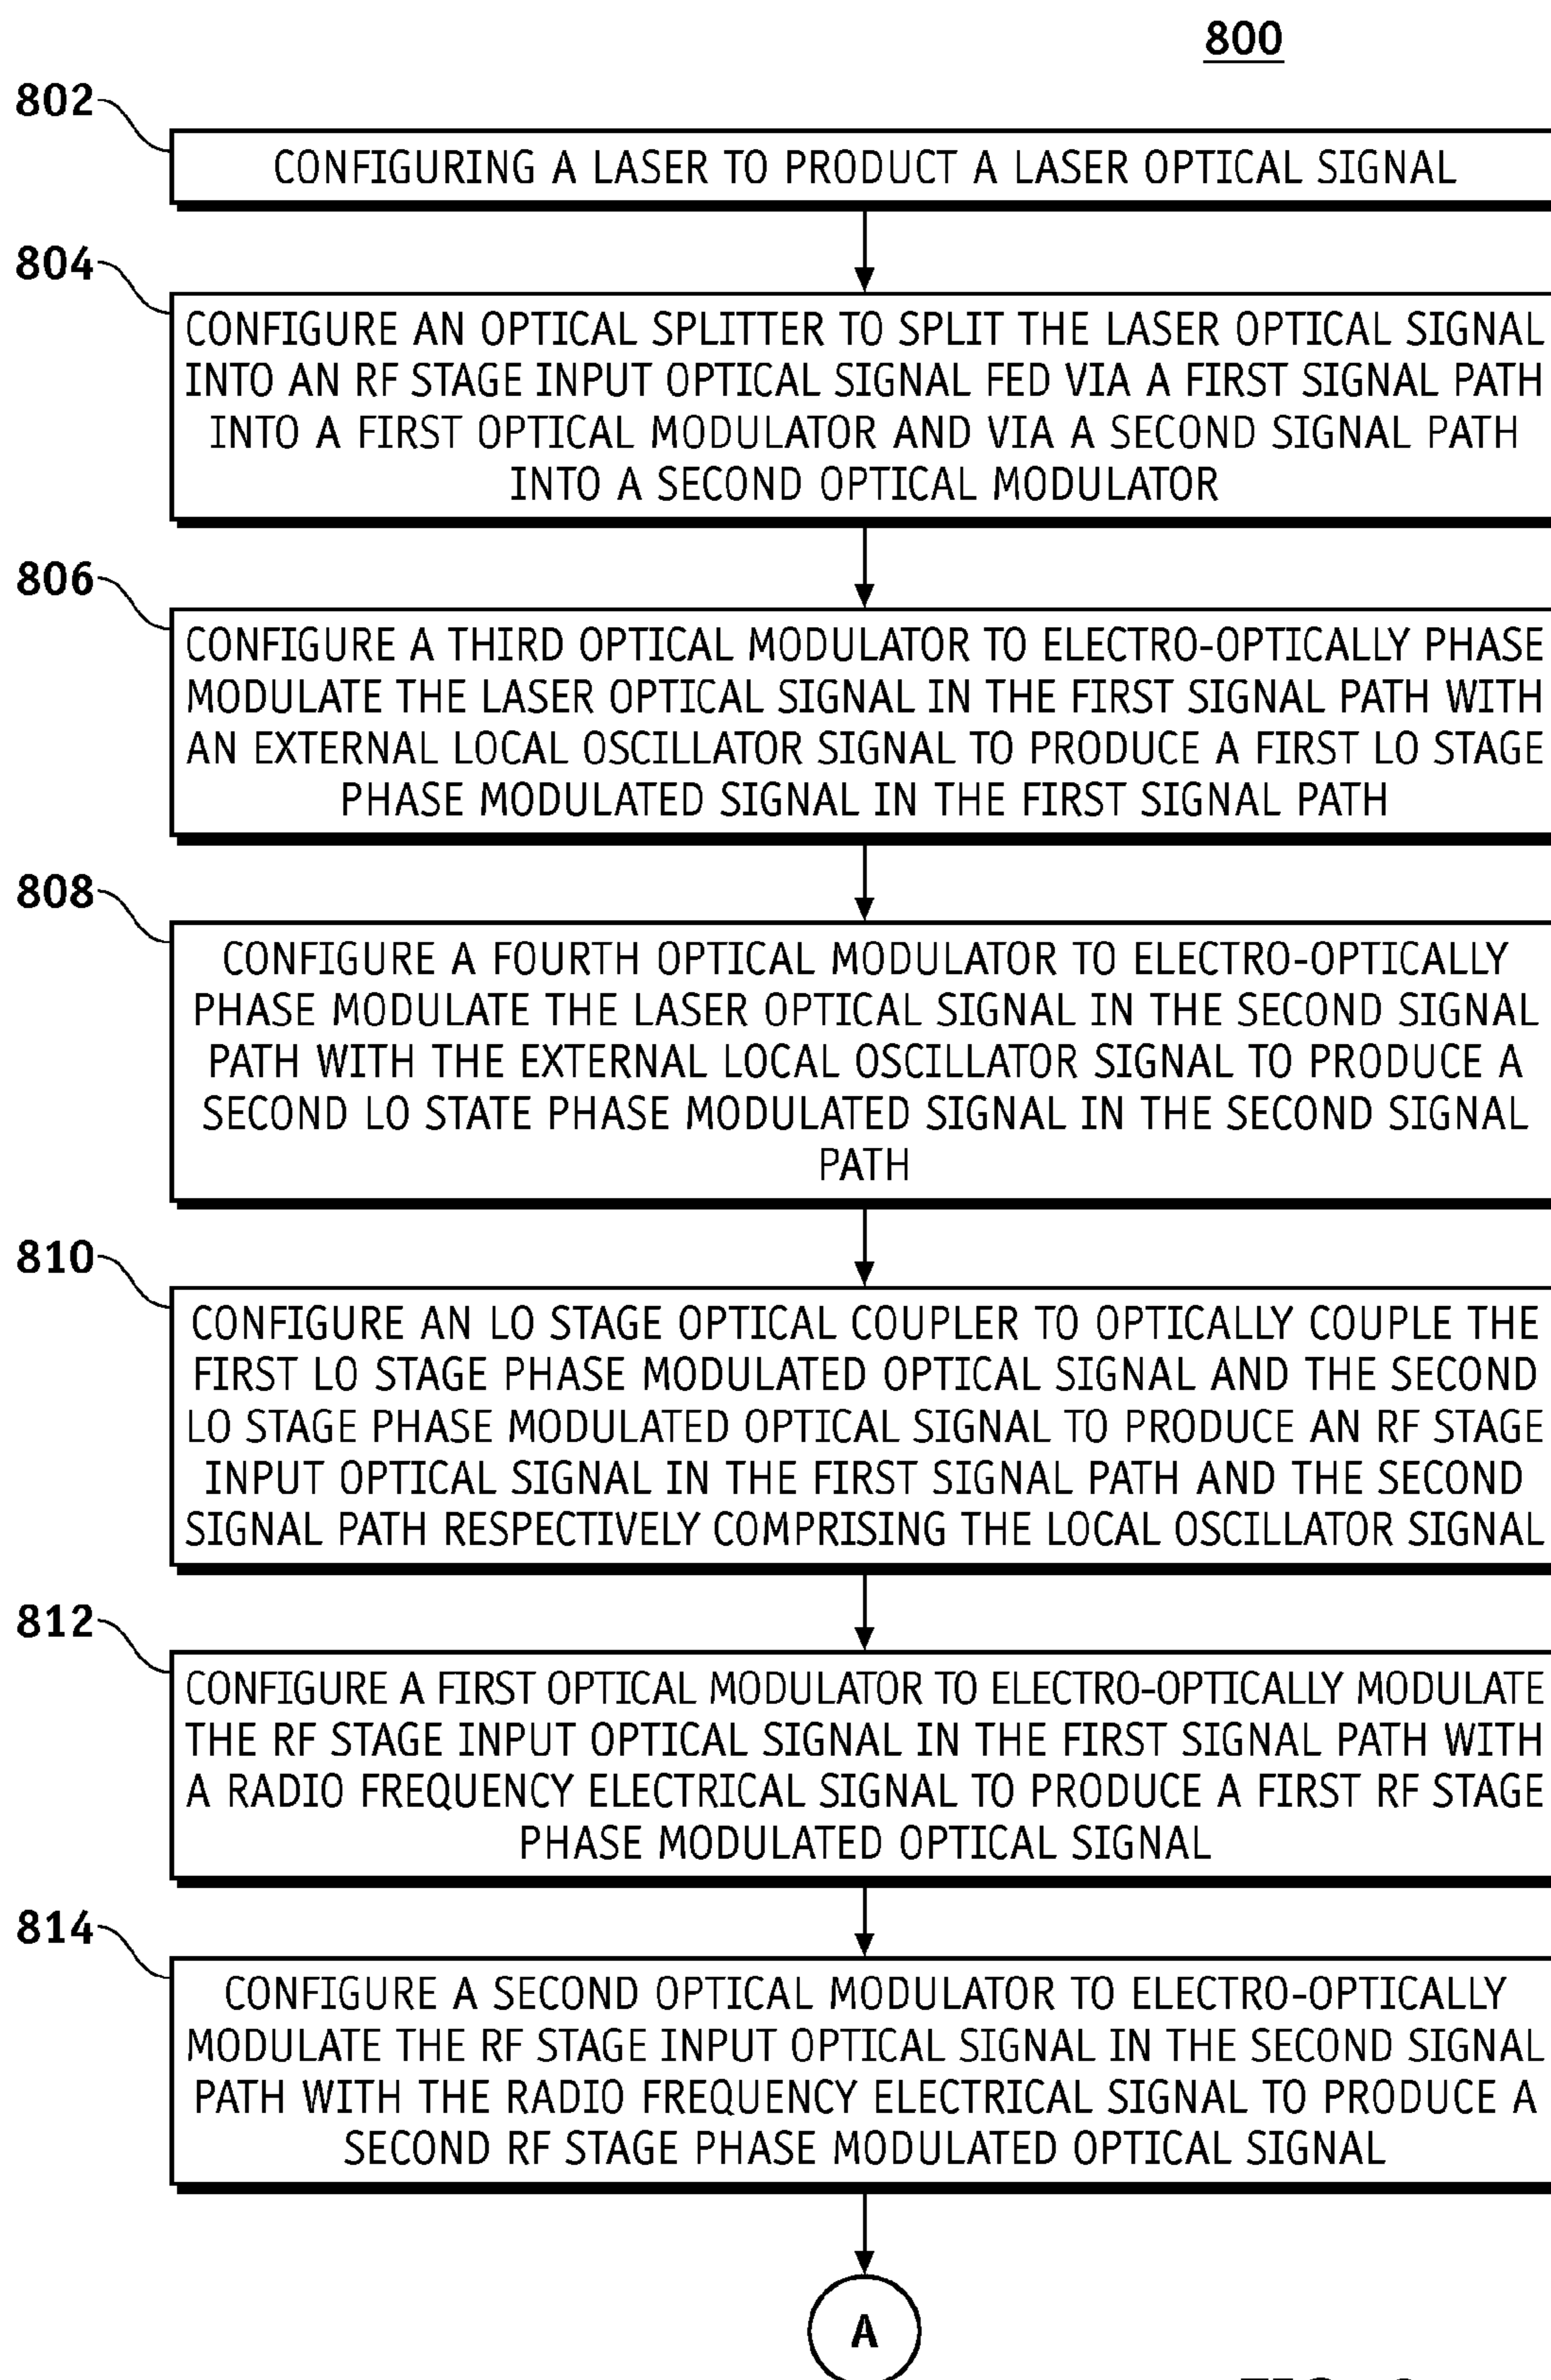 800
802
CONFIGURING A LASER TO PRODUCT A LASER OPTICAL SIGNAL
804
CONFIGURE AN OPTICAL SPLITTER TO SPLIT THE LASER OPTICAL SIGNAL
INTO AN RF STAGE INPUT OPTICAL SIGNAL FED VIA A FIRST SIGNAL PATH
INTO A FIRST OPTICAL MODULATOR AND VIA A SECOND SIGNAL PATH
INTO A SECOND OPTICAL MODULATOR
806
CONFIGURE A THIRD OPTICAL MODULATOR TO ELECTRO-OPTICALLY PHASE
MODULATE THE LASER OPTICAL SIGNAL IN THE FIRST SIGNAL PATH WITH
AN EXTERNAL LOCAL OSCILLATOR SIGNAL TO PRODUCE A FIRST LO STAGE
PHASE MODULATED SIGNAL IN THE FIRST SIGNAL PATH
808
CONFIGURE A FOURTH OPTICAL MODULATOR TO ELECTRO-OPTICALLY
PHASE MODULATE THE LASER OPTICAL SIGNAL IN THE SECOND SIGNAL
PATH WITH THE EXTERNAL LOCAL OSCILLATOR SIGNAL TO PRODUCE A
SECOND LO STATE PHASE MODULATED SIGNAL IN THE SECOND SIGNAL
PATH
810
CONFIGURE AN LO STAGE OPTICAL COUPLER TO OPTICALLY COUPLE THE
FIRST LO STAGE PHASE MODULATED OPTICAL SIGNAL AND THE SECOND
LO STAGE PHASE MODULATED OPTICAL SIGNAL TO PRODUCE AN RF STAGE
INPUT OPTICAL SIGNAL IN THE FIRST SIGNAL PATH AND THE SECOND
SIGNAL PATH RESPECTIVELY COMPRISING THE LOCAL OSCILLATOR SIGNAL
812
CONFIGURE A FIRST OPTICAL MODULATOR TO ELECTRO-OPTICALLY MODULATE
THE RF STAGE INPUT OPTICAL SIGNAL IN THE FIRST SIGNAL PATH WITH
A RADIO FREQUENCY ELECTRICAL SIGNAL TO PRODUCE A FIRST RF STAGE
PHASE MODULATED OPTICAL SIGNAL
814
CONFIGURE A SECOND OPTICAL MODULATOR TO ELECTRO-OPTICALLY
MODULATE THE RF STAGE INPUT OPTICAL SIGNAL IN THE SECOND SIGNAL
PATH WITH THE RADIO FREQUENCY ELECTRICAL SIGNAL TO PRODUCE A
SECOND RF STAGE PHASE MODULATED OPTICAL SIGNAL
A